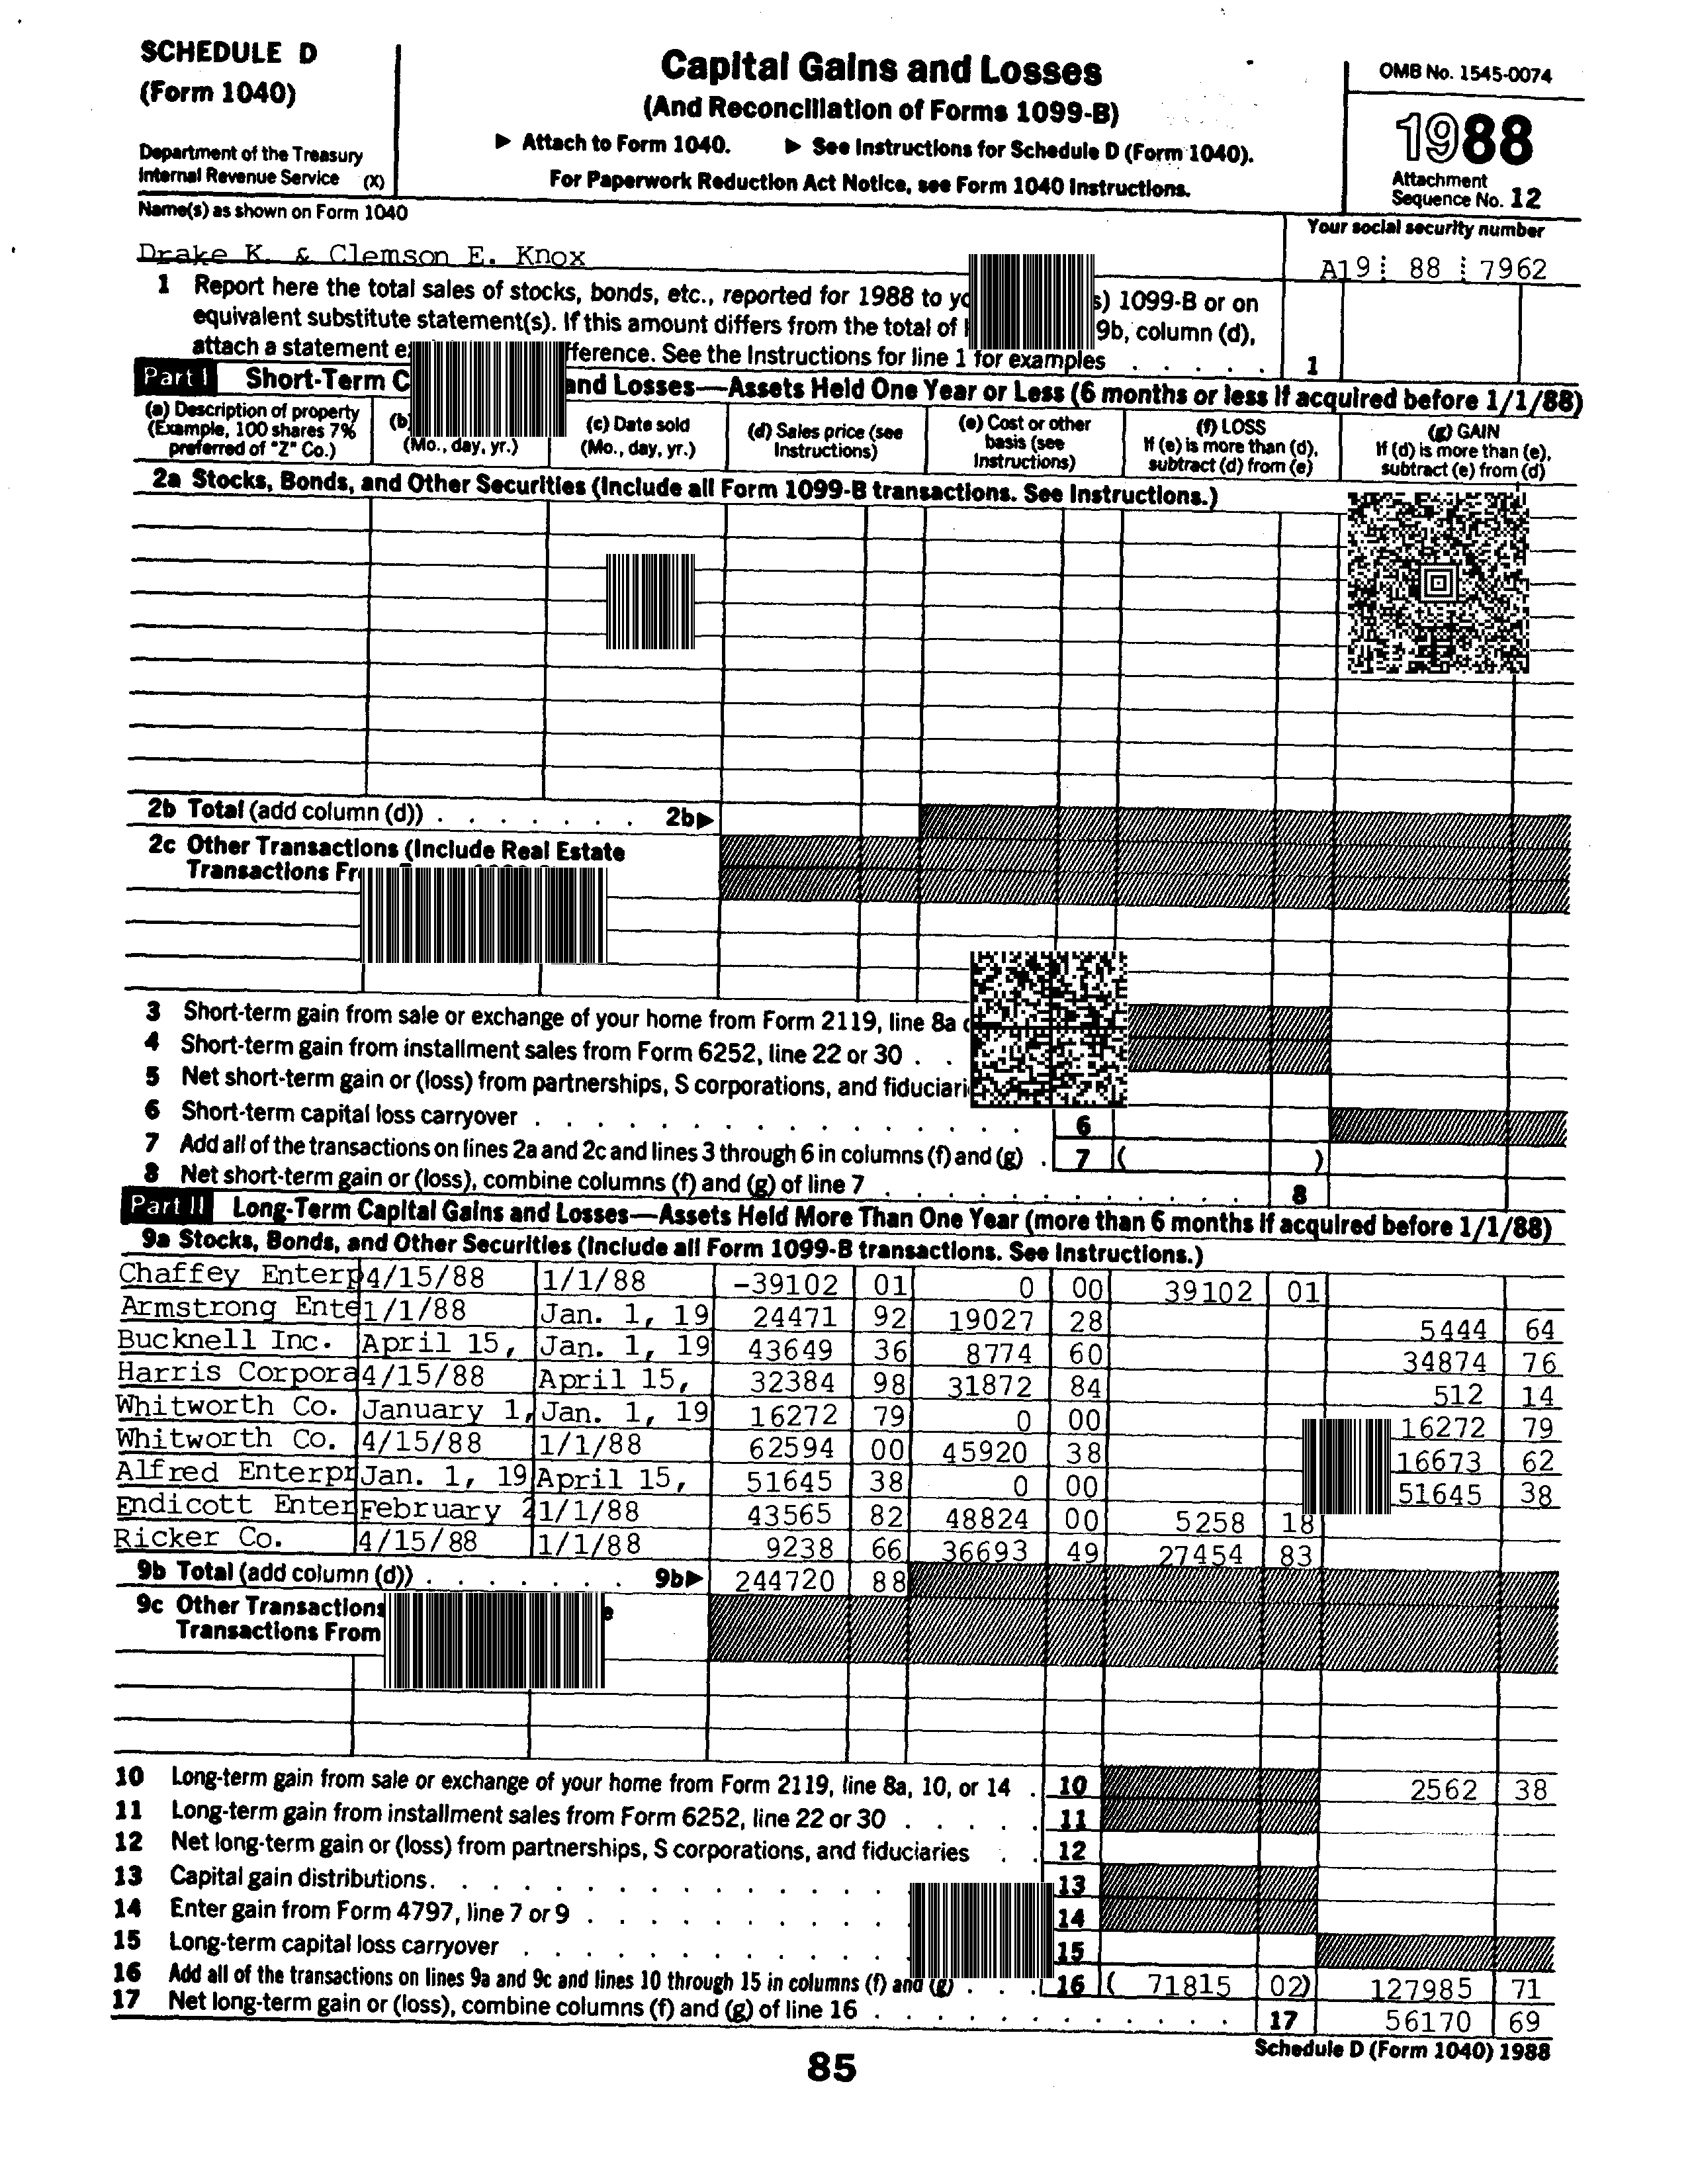 SCHEDULE D
(Form 1040)
Department of the Treasury
Internal Revenue Service (X)
Capital Gains and Losses
(And Reconciliation of Forms 1099-B)
▶ Attach to Form 1040. ▶ See Instructions for Schedule D (Form 1040).
For Paperwork Reduction Act Notice, see Form 1040 Instructions.
OMB No. 1545-0074
1988
Attachment
Sequence No. 12
Name(s) as shown on Form 1040
Your social security number
Drake K. & Clemson E. Knox
A19 88 7962
1 Report here the total sales of stocks, bonds, etc., reported for 1988 to s) 1099-B or on
equivalent substitute statement(s). If this amount differs from the total of 9b, column (d),
attach a statement fference. See the Instructions for line 1 for examples . . . . . 1
Part I Short-Term and Losses—Assets Held One Year or Less (6 months or less if acquired before 1/1/88)
(a) Description of property
(Example, 100 shares 7%
preferred of "Z" Co.)
(b)
(Mo., day, yr.)
(c) Date sold
(Mo., day, yr.)
(d) Sales price (see
Instructions)
(e) Cost or other
basis (see
Instructions)
(f) LOSS
If (e) is more than (d),
subtract (d) from (e)
(g) GAIN
If (d) is more than (e),
subtract (e) from (d)
2a Stocks, Bonds, and Other Securities (Include all Form 1099-B transactions. See Instructions.)
2b Total (add column (d)) . . . . . . . 2b▶
2c Other Transactions (Include Real Estate
Transactions
3 Short-term gain from sale or exchange of your home from Form 2119, line 8a
4 Short-term gain from installment sales from Form 6252, line 22 or 30 . .
5 Net short-term gain or (loss) from partnerships, S corporations, and
6 Short-term capital loss carryover . . . . . . . . . . . . . . . . . 6
7 Add all of the transactions on lines 2a and 2c and lines 3 through 6 in columns (f) and (g) . 7 ( )
8 Net short-term gain or (loss), combine columns (f) and (g) of line 7 . . . . . . . . . . . . . 8
Part II Long-Term Capital Gains and Losses—Assets Held More Than One Year (more than 6 months if acquired before 1/1/88)
9a Stocks, Bonds, and Other Securities (Include all Form 1099-B transactions. See Instructions.)
Chaffey Enterp 4/15/88 1/1/88 -39102 01 0 00 39102 01
Armstrong Ente 1/1/88 Jan. 1, 19 24471 92 19027 28 5444 64
Bucknell Inc. April 15, Jan. 1, 19 43649 36 8774 60 34874 76
Harris Corpora 4/15/88 April 15, 32384 98 31872 84 512 14
Whitworth Co. January 1, Jan. 1, 19 16272 79 0 00 16272 79
Whitworth Co. 4/15/88 1/1/88 62594 00 45920 38 16673 62
Alfred Enterpr Jan. 1, 19 April 15, 51645 38 0 00 51645 38
Endicott Enter February 2 1/1/88 43565 82 48824 00 5258 18
Ricker Co. 4/15/88 1/1/88 9238 66 36693 49 27454 83
9b Total (add column (d)) . . . . . . . 9b▶ 244720 88
9c Other Transactions
Transactions From
10 Long-term gain from sale or exchange of your home from Form 2119, line 8a, 10, or 14 . 10 2562 38
11 Long-term gain from installment sales from Form 6252, line 22 or 30 . . . . . 11
12 Net long-term gain or (loss) from partnerships, S corporations, and fiduciaries . . 12
13 Capital gain distributions. . . . . . . . . . . . . . . 13
14 Enter gain from Form 4797, line 7 or 9 . . . . . . . . . . 14
15 Long-term capital loss carryover . . . . . . . . . . . . 15
16 Add all of the transactions on lines 9a and 9c and lines 10 through 15 in columns (f) and (g) . . . 16 ( 71815 02) 127985 71
17 Net long-term gain or (loss), combine columns (f) and (g) of line 16 . . . . . . . . . . . . . 17 56170 69
Schedule D (Form 1040) 1988
85